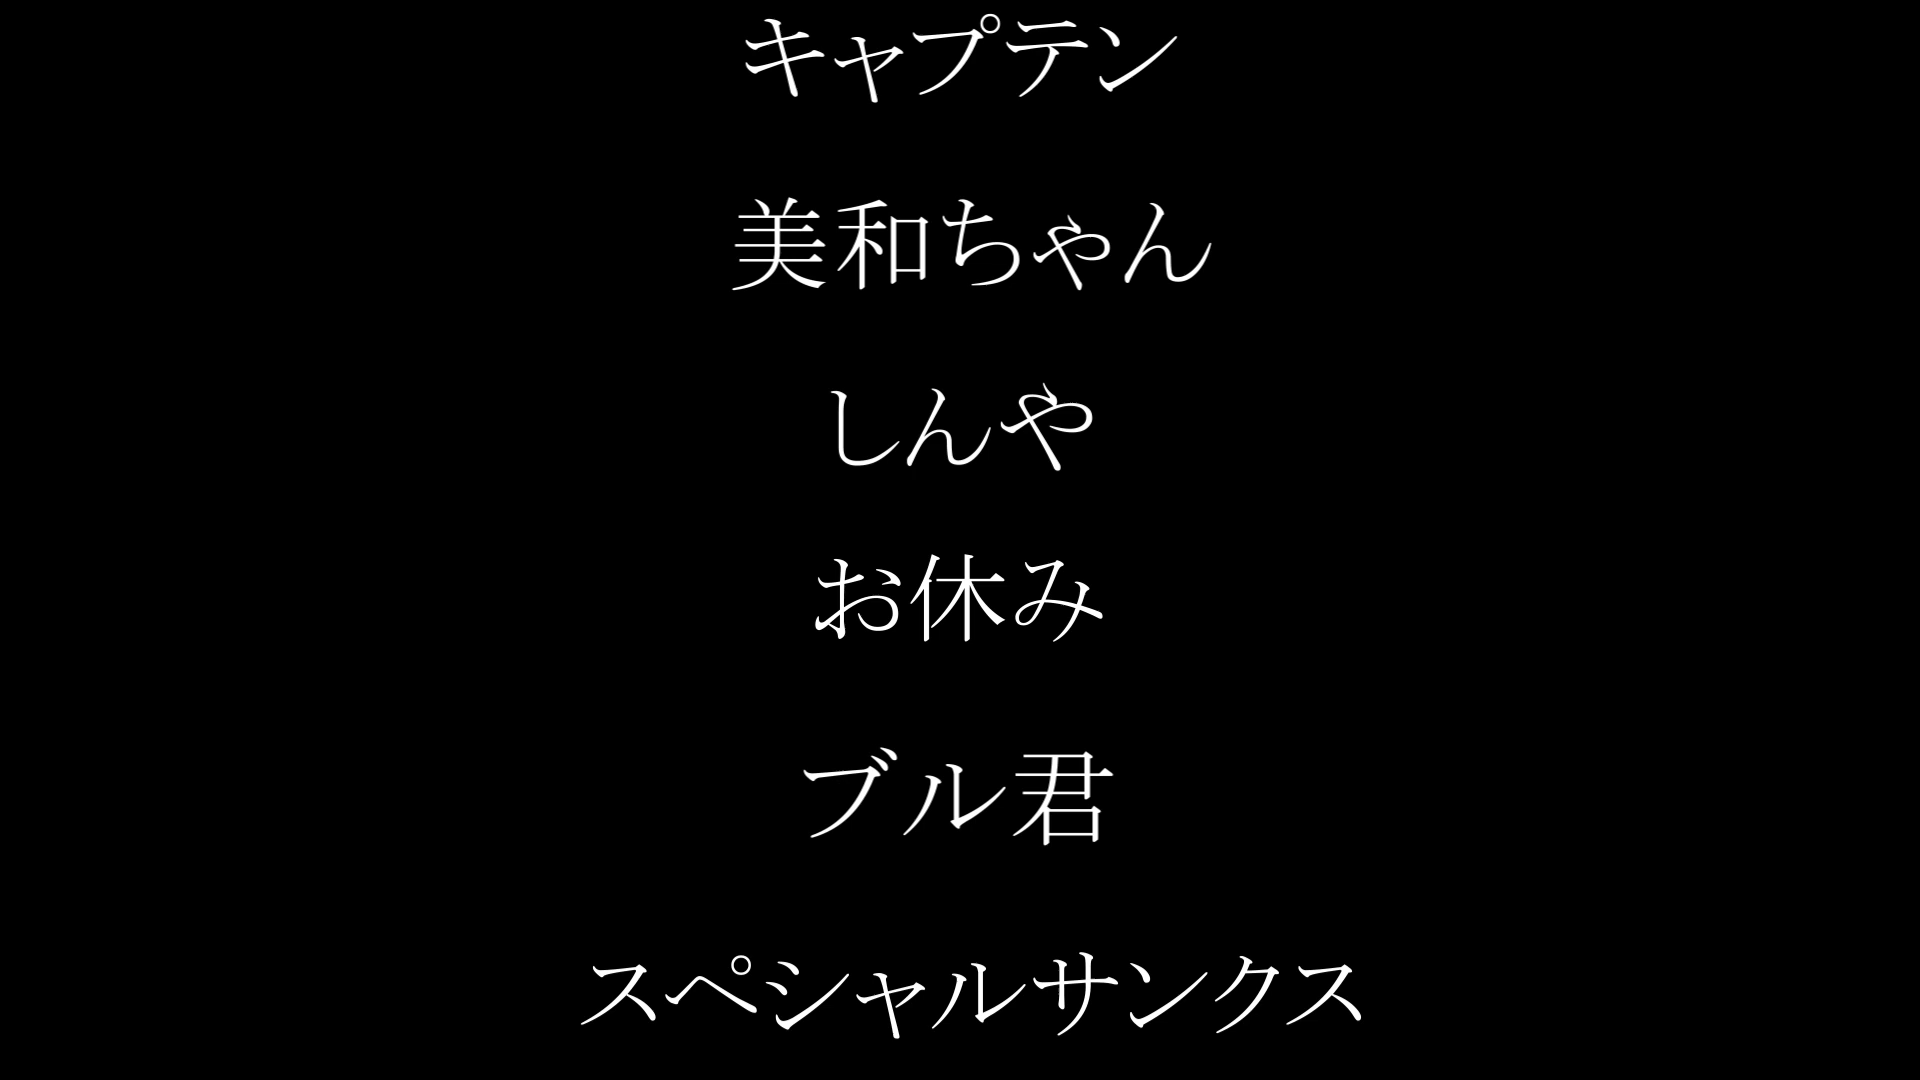 キャプテン
美和ちゃん
しんや
お休み
ブル君
スペシャルサンクス